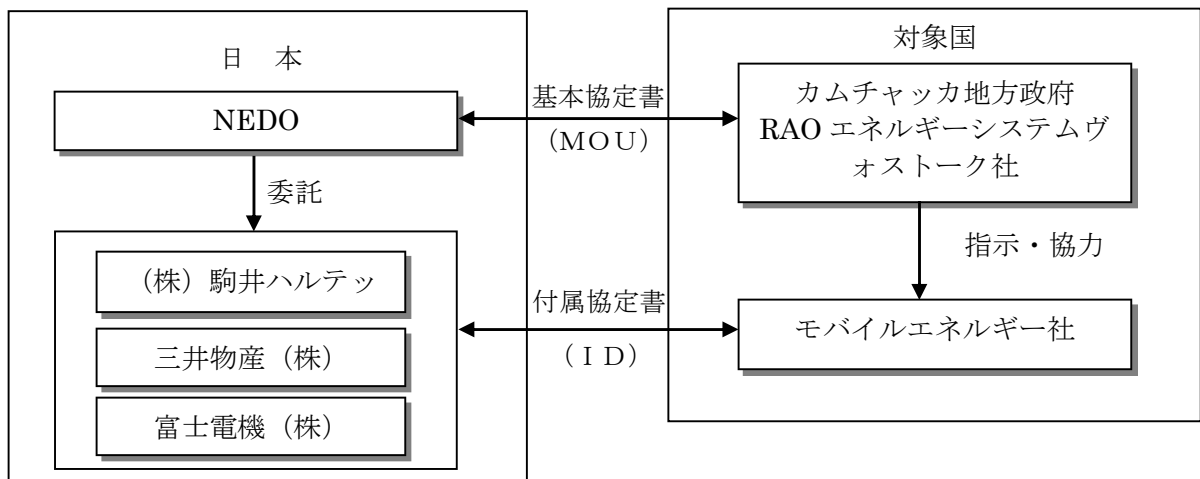 日　本
NEDO
委託
（株）駒井ハルテッ
三井物産（株）
富士電機（株）
基本協定書
（ＭＯＵ）
付属協定書
（ＩＤ）
対象国
カムチャッカ地方政府
RAO エネルギーシステムヴ
ォストーク社
指示・協力
モバイルエネルギー社